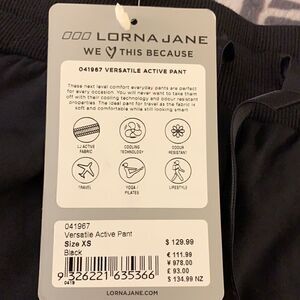 LORNA JANE
WE THIS BECAUSE
041967 VERSATILE ACTIVE PANT
These next level comfort everyday pants are perfect
for every occasion. You will never want to take them
off with their cooling technology and odour resistant
properties. The ideal pant for travel as the fabric is
soft and comfortable while still looking smart.
LJ ACTIVE FABRIC
COOLING TECHNOLOGY
ODOUR RESISTANT
TRAVEL
YOGA / PILATES
LIFESTYLE
041967
Versatile Active Pant
Size XS
Black
$ 129.99
€ 111.99
¥ 978.00
£ 93.00
$ 134.99 NZ
9 326221 635366
0419
LORNAJANE.COM